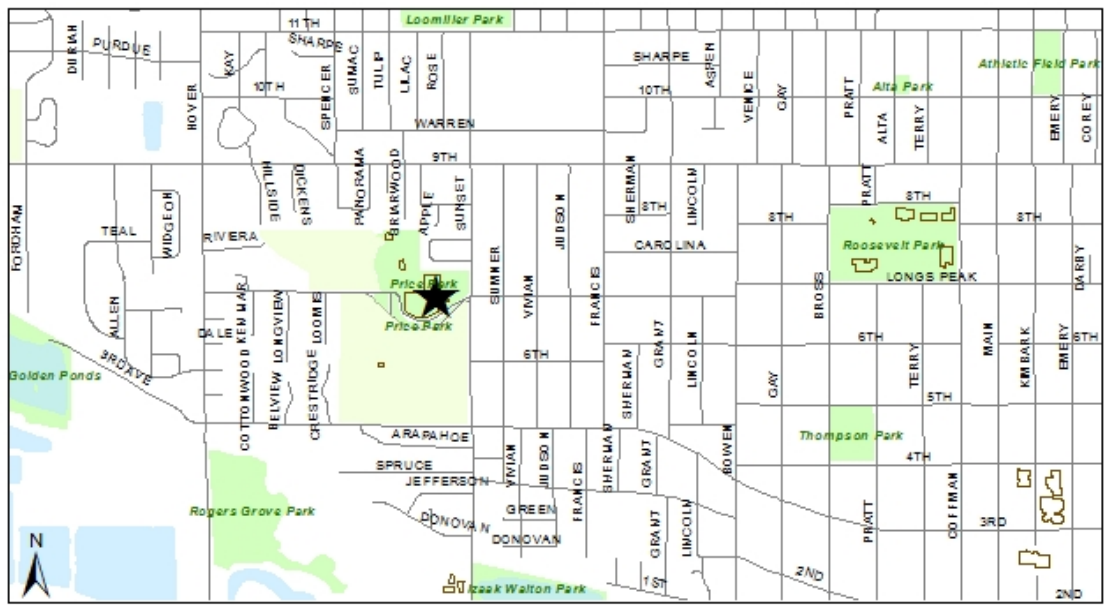 Loomiller Park
11TH
SHARPE
PURDUE
DURIAH
KAY
SUMAC
TULIP
LILAC
ROSE
SHARPE
ASPEN
Athletic Field Park
10TH
SPENCER
HOVER
10TH
VENICE
GAY
PRATT
Alta Park
ALTA
TERRY
EMERY
COREY
WARREN
9TH
HILLSIDE
DICKENS
PANORAMA
BRIARWOOD
APPLE
SUNSET
JUDSON
SHERMAN
8TH
LINCOLN
PRATT
8TH
8TH
8TH
FORDHAM
TEAL
WIDGEON
RIVIERA
CAROLINA
Roosevelt Park
LONGS PEAK
DARBY
SUMNER
VIVIAN
FRANCIS
BROSS
Price Park
Price Park
ALLEN
DALE
KENMAR
LONGVIEW
LOOMIS
GRANT
LINCOLN
6TH
MAIN
KIMBARK
EMERY
6TH
6TH
3RD AVE
Golden Ponds
COTTONWOOD
BELVIEW
CRESTRIDGE
SHERMAN
GAY
TERRY
5TH
ARAPAHOE
VIVIAN
JUDSON
SHERMAN
GRANT
BOWEN
Thompson Park
4TH
SPRUCE
JEFFERSON
FRANCIS
Rogers Grove Park
DONOVAN
GREEN
DONOVAN
GRANT
LINCOLN
PRATT
COFFMAN
3RD
N
Izaak Walton Park
1ST
2ND
2ND